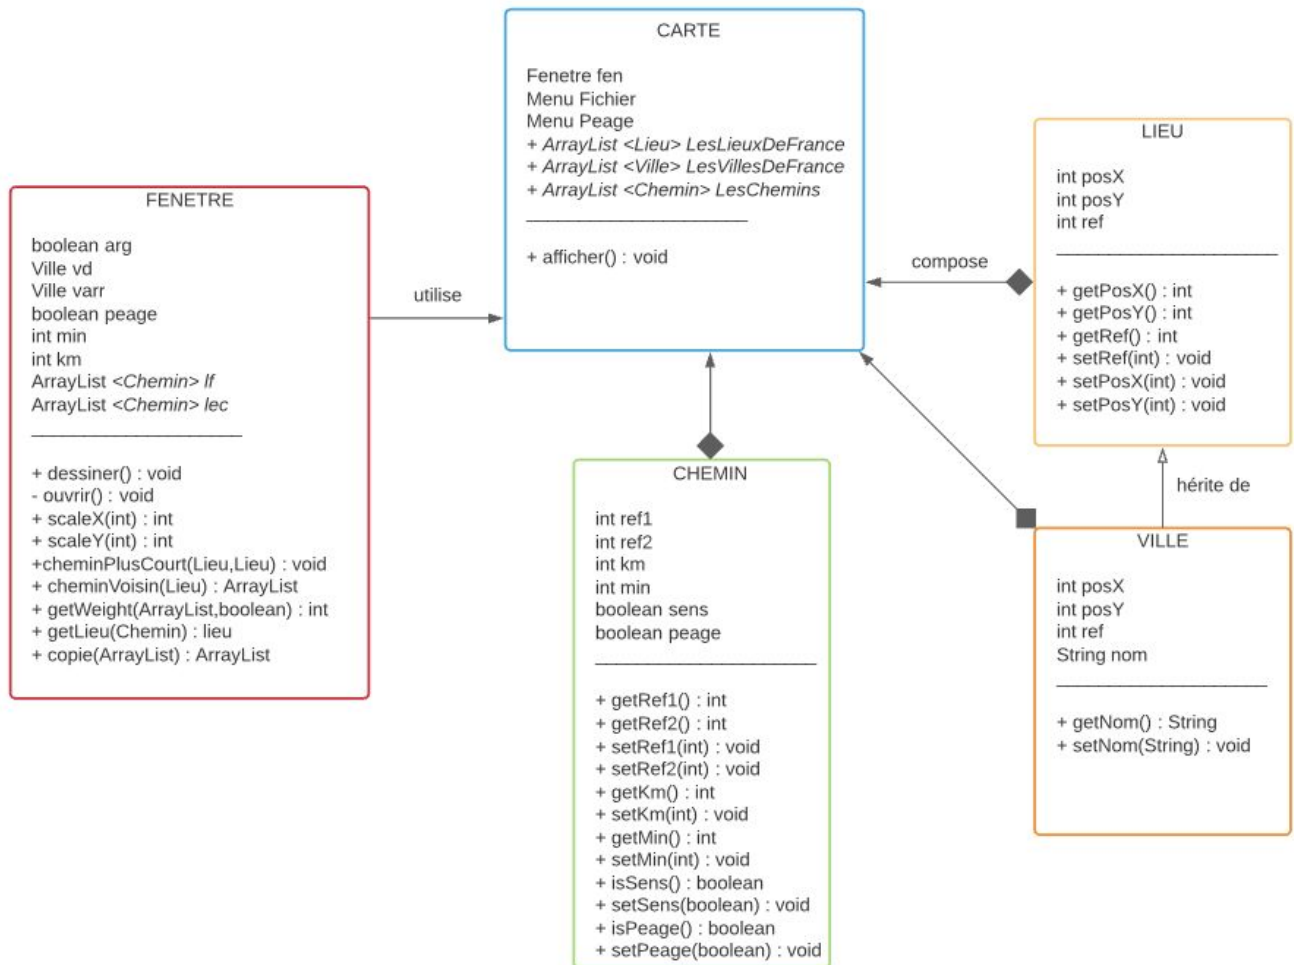 CARTE
Fenetre fen
Menu Fichier
Menu Peage
+ ArrayList <Lieu> LesLieuxDeFrance
+ ArrayList <Ville> LesVillesDeFrance
+ ArrayList <Chemin> LesChemins
+ afficher() : void
FENETRE
boolean arg
Ville vd
Ville varr
boolean peage
int min
int km
ArrayList <Chemin> lf
ArrayList <Chemin> lec
+ dessiner() : void
- ouvrir() : void
+ scaleX(int) : int
+ scaleY(int) : int
+cheminPlusCourt(Lieu,Lieu) : void
+ cheminVoisin(Lieu) : ArrayList
+ getWeight(ArrayList,boolean) : int
+ getLieu(Chemin) : lieu
+ copie(ArrayList) : ArrayList
utilise
compose
LIEU
int posX
int posY
int ref
+ getPosX() : int
+ getPosY() : int
+ getRef() : int
+ setRef(int) : void
+ setPosX(int) : void
+ setPosY(int) : void
hérite de
CHEMIN
int ref1
int ref2
int km
int min
boolean sens
boolean peage
+ getRef1() : int
+ getRef2() : int
+ setRef1(int) : void
+ setRef2(int) : void
+ getKm() : int
+ setKm(int) : void
+ getMin() : int
+ setMin(int) : void
+ isSens() : boolean
+ setSens(boolean) : void
+ isPeage() : boolean
+ setPeage(boolean) : void
VILLE
int posX
int posY
int ref
String nom
+ getNom() : String
+ setNom(String) : void